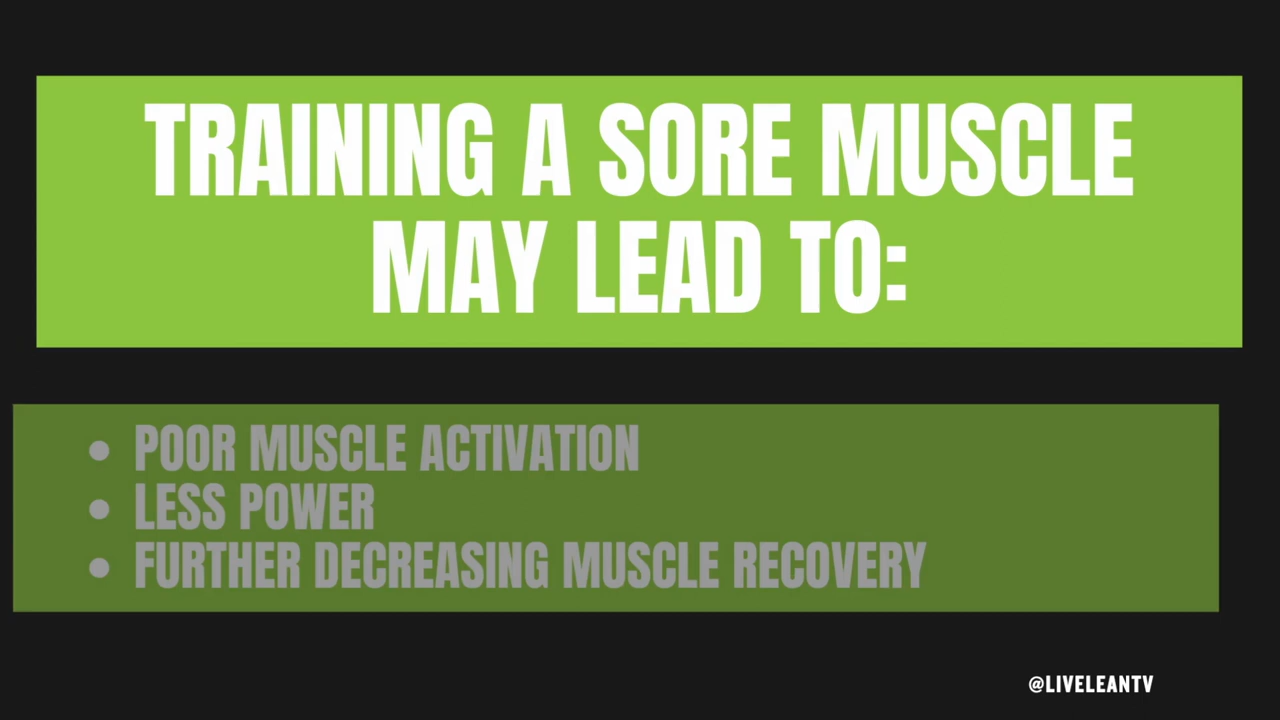 TRAINING A SORE MUSCLE
MAY LEAD TO:
• POOR MUSCLE ACTIVATION
• LESS POWER
• FURTHER DECREASING MUSCLE RECOVERY
@LIVELEANTV